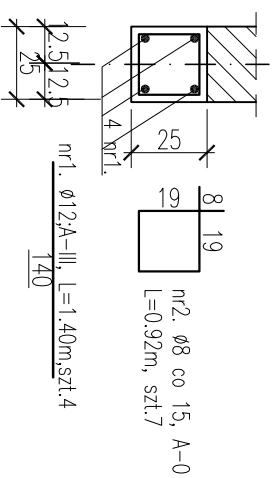 12.5
12.5
25
4 nr1.
25
8
19
19
nr2. Ø8 co 15, A-0
L=0.92m, szt.7
nr1. Ø12;A-III, L=1.40m,szt.4
140